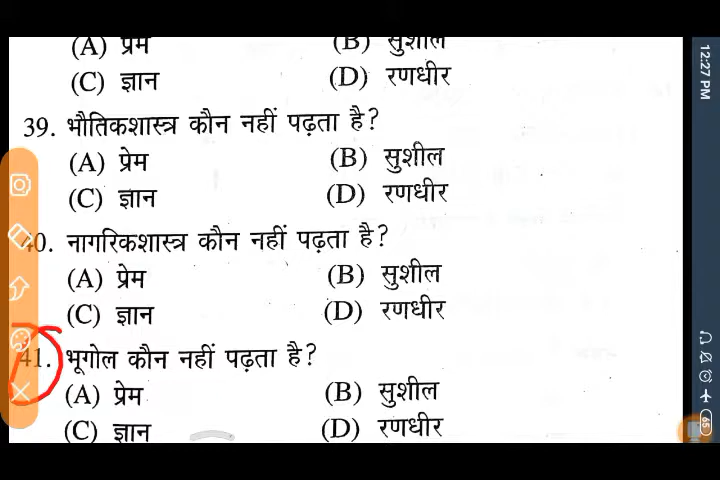 (A) प्रेम (B) सुशील
(C) ज्ञान (D) रणधीर
39. भौतिकशास्त्र कौन नहीं पढ़ता है?
(A) प्रेम (B) सुशील
(C) ज्ञान (D) रणधीर
40. नागरिकशास्त्र कौन नहीं पढ़ता है?
(A) प्रेम (B) सुशील
(C) ज्ञान (D) रणधीर
41. भूगोल कौन नहीं पढ़ता है?
(A) प्रेम (B) सुशील
(C) ज्ञान (D) रणधीर
12:27 PM
65